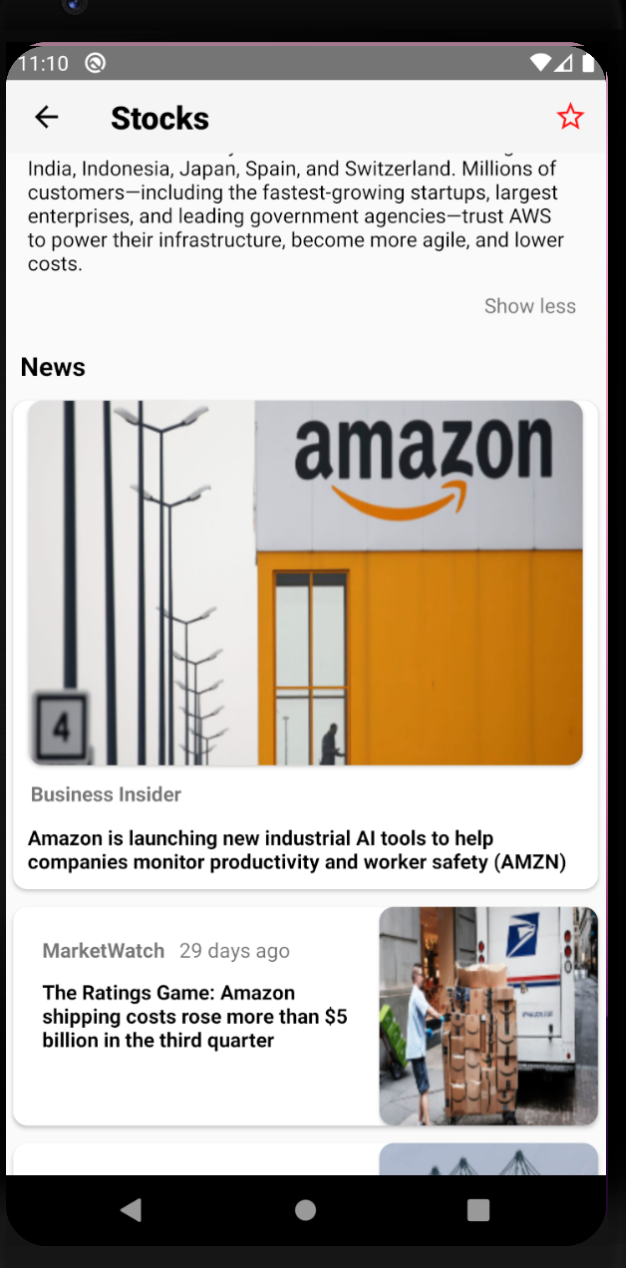 11:10
Stocks
India, Indonesia, Japan, Spain, and Switzerland. Millions of
customers—including the fastest-growing startups, largest
enterprises, and leading government agencies—trust AWS
to power their infrastructure, become more agile, and lower
costs.
Show less
News
amazon
4
Business Insider
Amazon is launching new industrial AI tools to help
companies monitor productivity and worker safety (AMZN)
MarketWatch 29 days ago
The Ratings Game: Amazon
shipping costs rose more than $5
billion in the third quarter